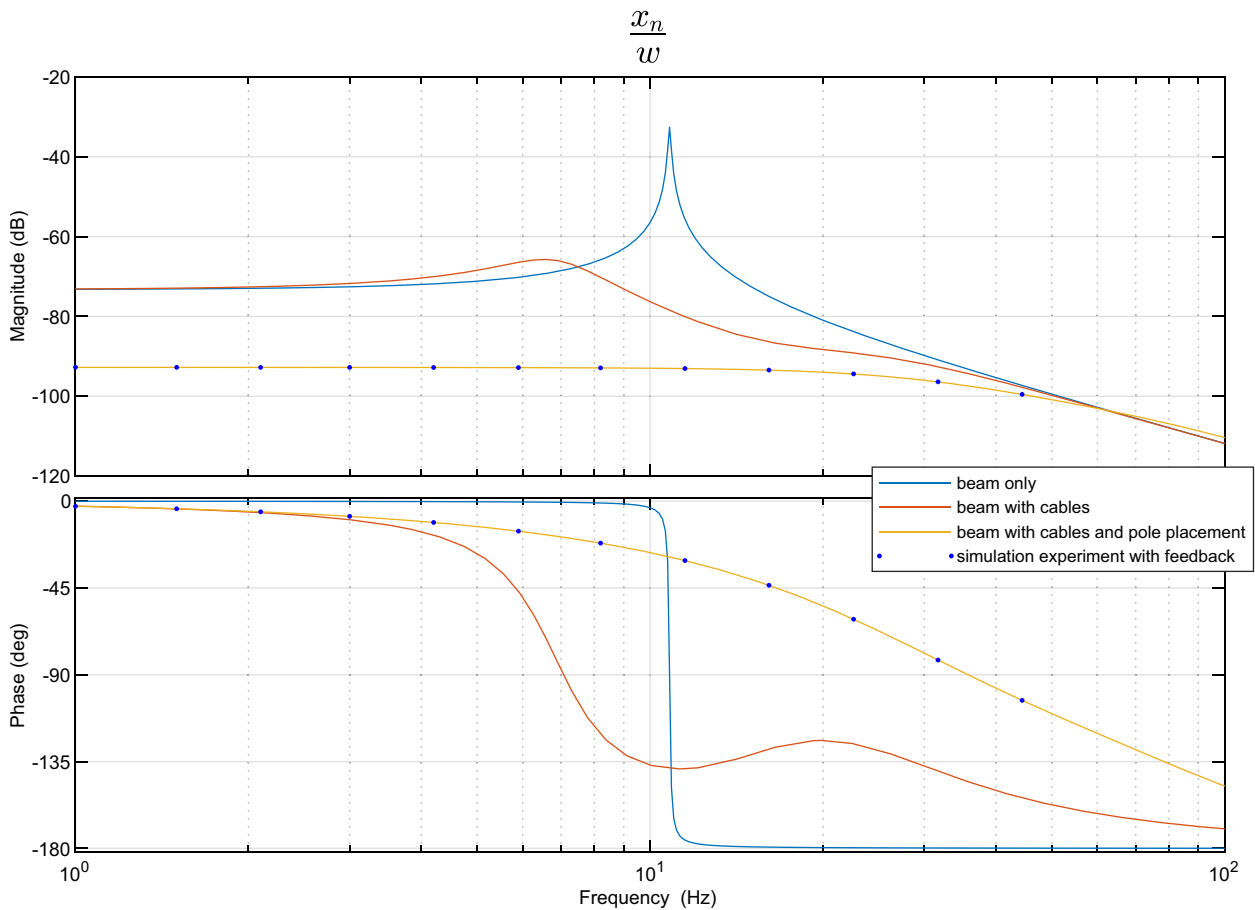 x_n
w
-20
-40
-60
-80
-100
-120
Magnitude (dB)
0
-45
-90
-135
-180
Phase (deg)
beam only
beam with cables
beam with cables and pole placement
simulation experiment with feedback
10^0
10^1
10^2
Frequency (Hz)